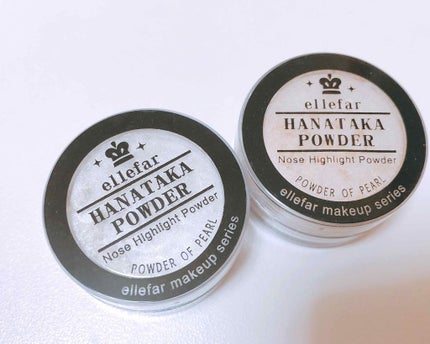 ellefar
HANATAKA
POWDER
Nose Highlight Powder
POWDER OF PEARL
ellefar makeup series
ellefar
HANATAKA
POWDER
Nose Highlight Powder
POWDER OF PEARL
ellefar makeup series